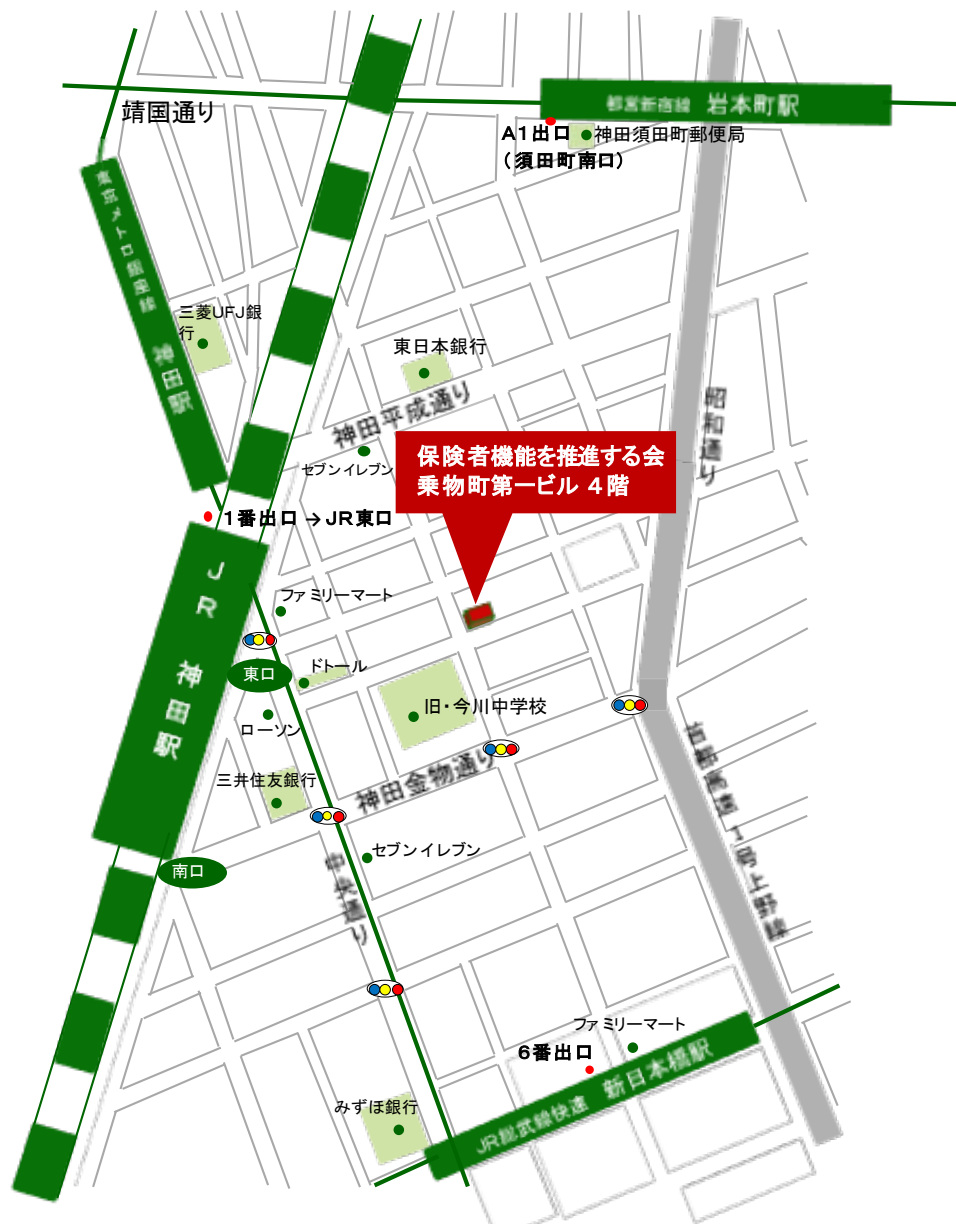 靖国通り
都営新宿線 岩本町駅
A1出口
神田須田町郵便局
(須田町南口)
東京メトロ銀座線 神田駅
三菱UFJ銀
行
東日本銀行
神田平成通り
昭和通り
セブンイレブン
保険者機能を推進する会
乗物町第一ビル 4階
1番出口 → JR東口
JR 神田駅
ファミリーマート
東口
ドトール
ローソン
旧・今川中学校
三井住友銀行
神田金物通り
首都高速1号上野線
セブンイレブン
南口
中央通り
ファミリーマート
6番出口
JR総武線快速 新日本橋駅
みずほ銀行